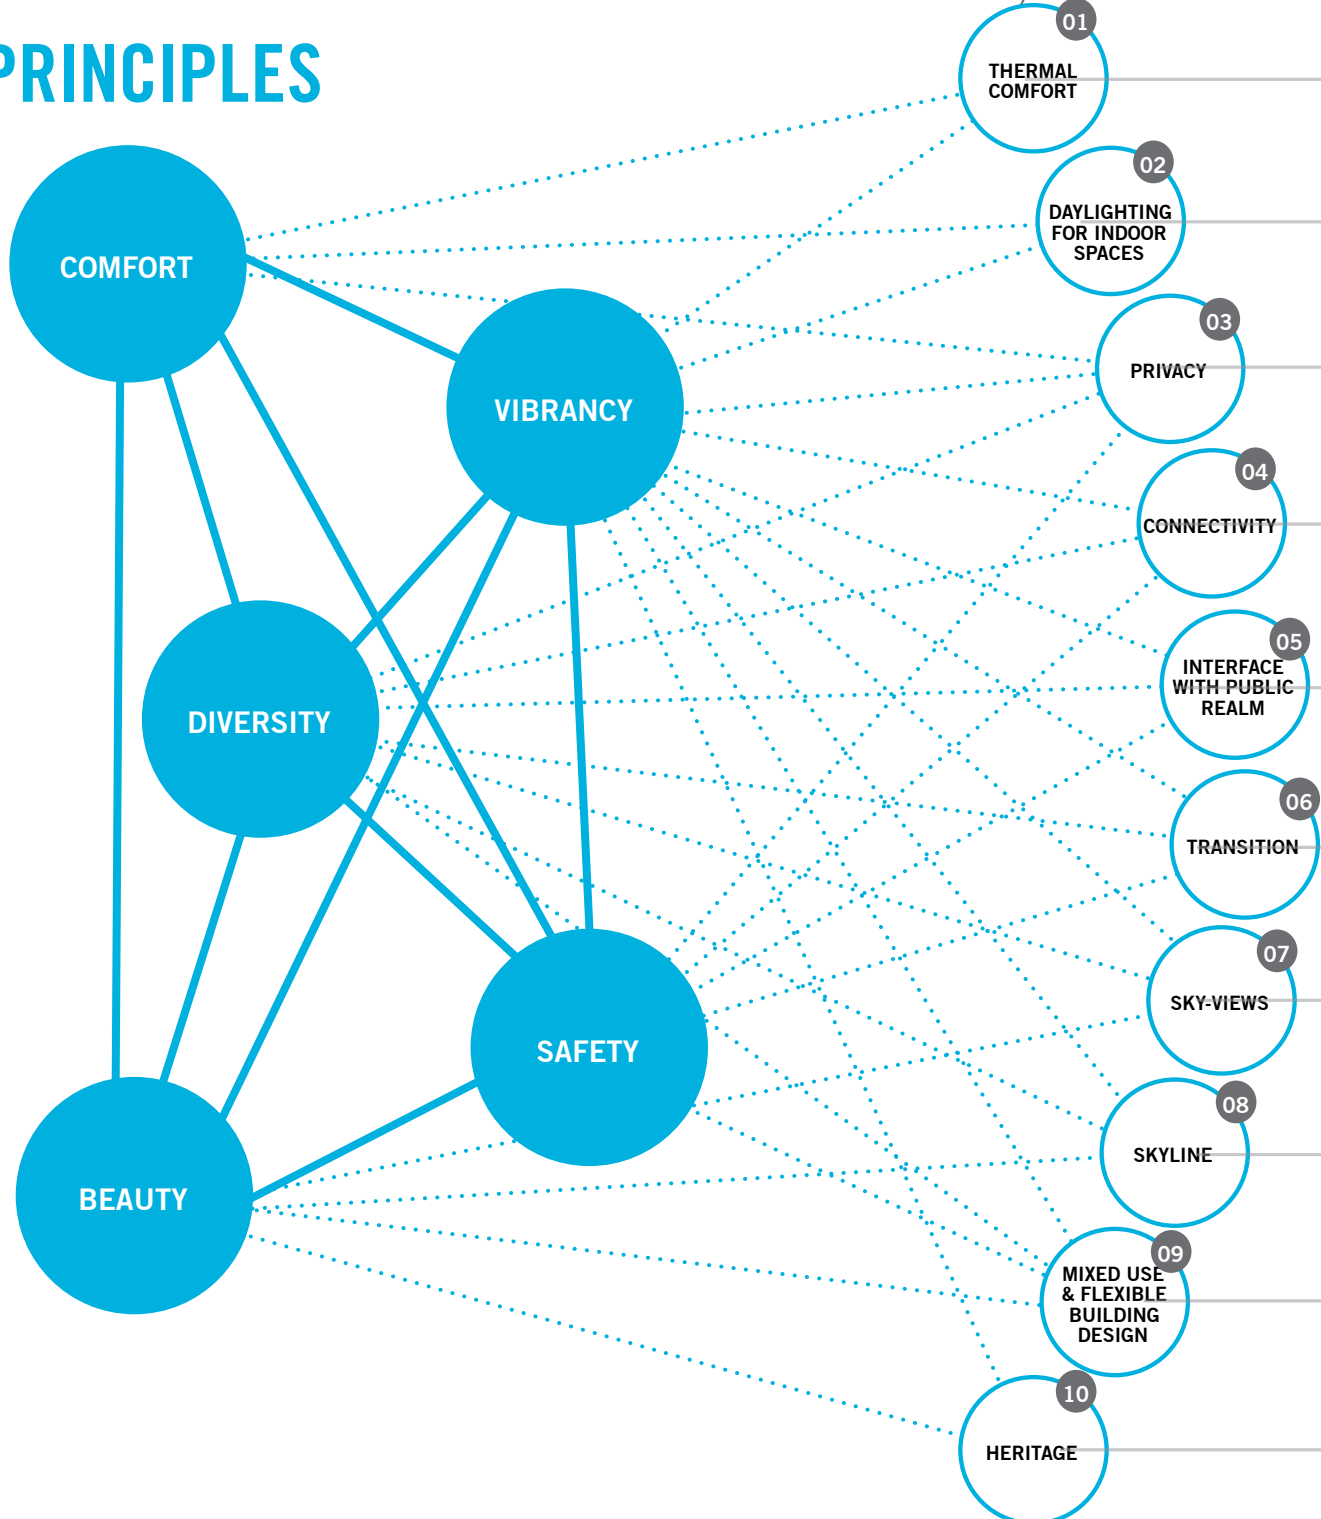 PRINCIPLES
COMFORT
VIBRANCY
DIVERSITY
SAFETY
BEAUTY
01
THERMAL
COMFORT
02
DAYLIGHTING
FOR INDOOR
SPACES
03
PRIVACY
04
CONNECTIVITY
05
INTERFACE
WITH PUBLIC
REALM
06
TRANSITION
07
SKY-VIEWS
08
SKYLINE
09
MIXED USE
& FLEXIBLE
BUILDING
DESIGN
10
HERITAGE